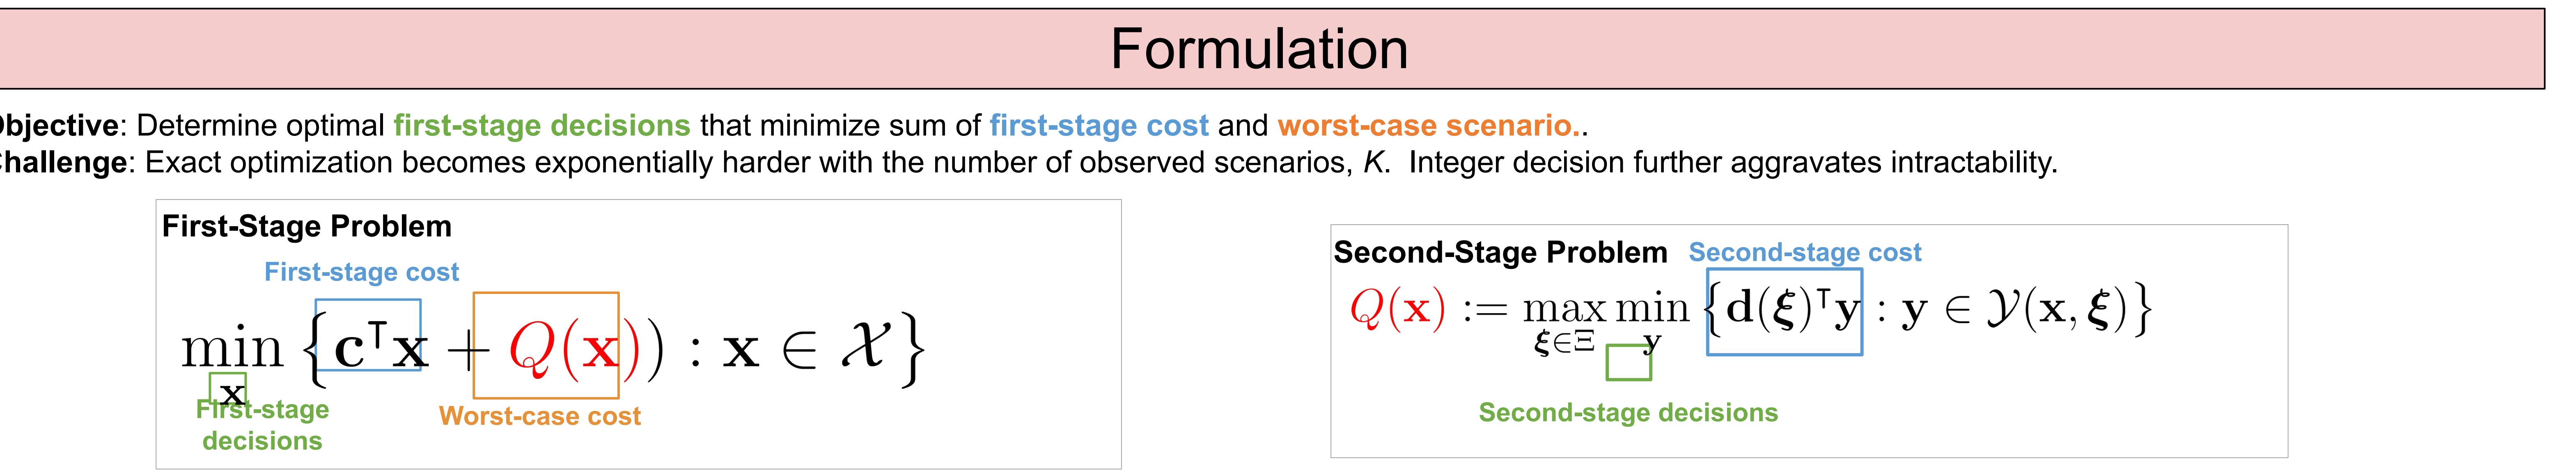 Formulation
Objective: Determine optimal first-stage decisions that minimize sum of first-stage cost and worst-case scenario..
Challenge: Exact optimization becomes exponentially harder with the number of observed scenarios, K. Integer decision further aggravates intractability.
First-Stage Problem
First-stage cost
min {c⊤x + Q(x)) : x ∈ 𝒳}
x
First-stage
decisions
Worst-case cost
Second-Stage Problem
Second-stage cost
Q(x) := max min {d(ξ)⊤y : y ∈ 𝒴(x, ξ)}
ξ∈Ξ y
Second-stage decisions